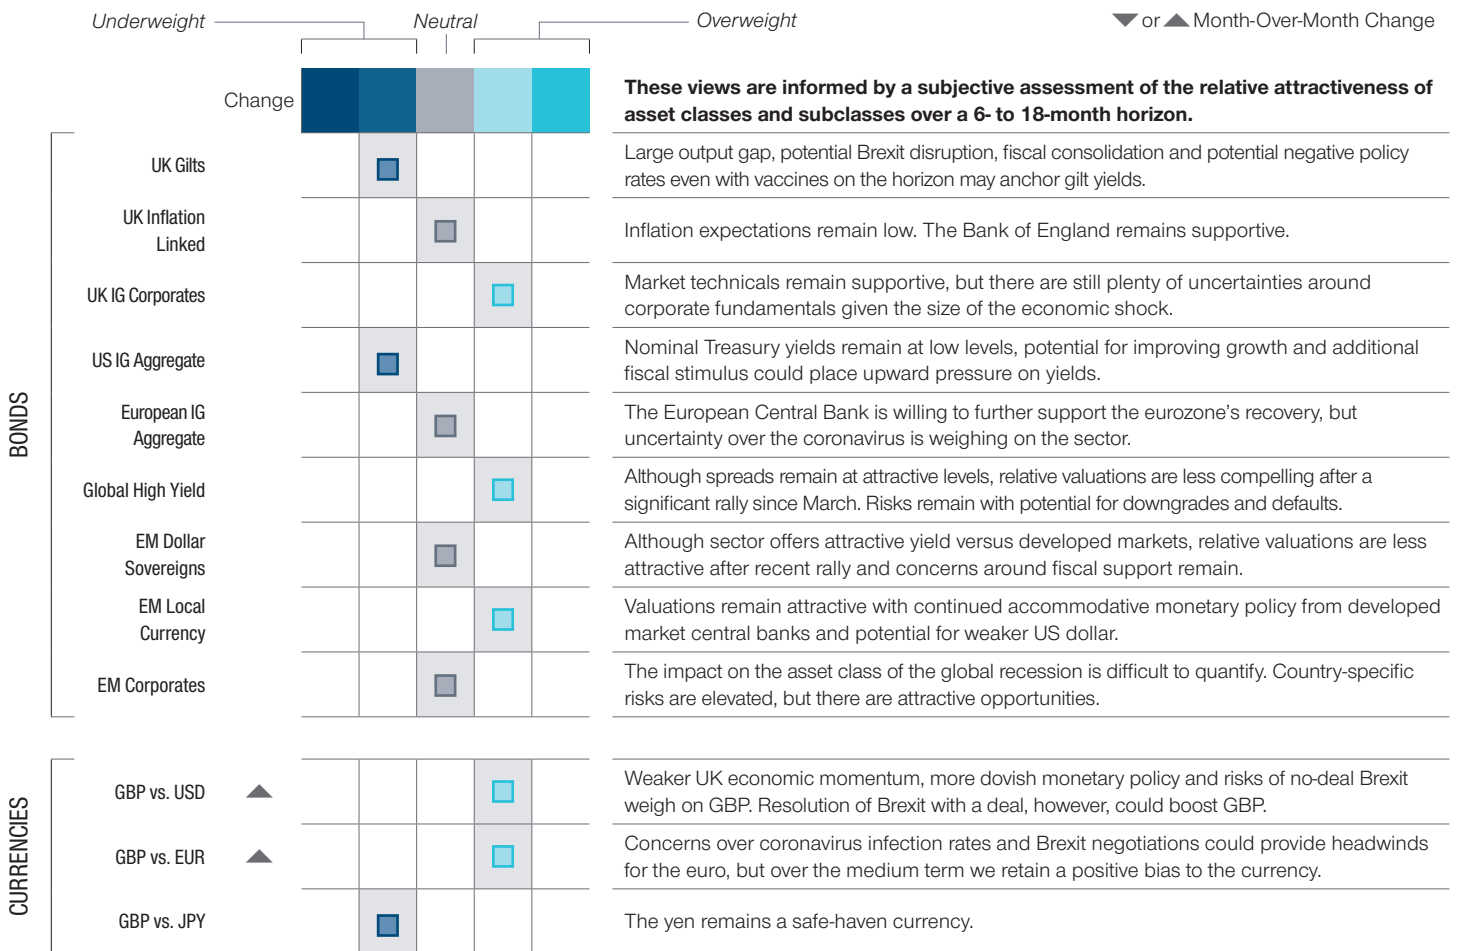 Underweight
Neutral
Overweight
▼ or ▲ Month-Over-Month Change
Change
These views are informed by a subjective assessment of the relative attractiveness of
asset classes and subclasses over a 6- to 18-month horizon.
BONDS
UK Gilts
Large output gap, potential Brexit disruption, fiscal consolidation and potential negative policy
rates even with vaccines on the horizon may anchor gilt yields.
UK Inflation
Linked
Inflation expectations remain low. The Bank of England remains supportive.
UK IG Corporates
Market technicals remain supportive, but there are still plenty of uncertainties around
corporate fundamentals given the size of the economic shock.
US IG Aggregate
Nominal Treasury yields remain at low levels, potential for improving growth and additional
fiscal stimulus could place upward pressure on yields.
European IG
Aggregate
The European Central Bank is willing to further support the eurozone’s recovery, but
uncertainty over the coronavirus is weighing on the sector.
Global High Yield
Although spreads remain at attractive levels, relative valuations are less compelling after a
significant rally since March. Risks remain with potential for downgrades and defaults.
EM Dollar
Sovereigns
Although sector offers attractive yield versus developed markets, relative valuations are less
attractive after recent rally and concerns around fiscal support remain.
EM Local
Currency
Valuations remain attractive with continued accommodative monetary policy from developed
market central banks and potential for weaker US dollar.
EM Corporates
The impact on the asset class of the global recession is difficult to quantify. Country-specific
risks are elevated, but there are attractive opportunities.
CURRENCIES
GBP vs. USD
Weaker UK economic momentum, more dovish monetary policy and risks of no-deal Brexit
weigh on GBP. Resolution of Brexit with a deal, however, could boost GBP.
GBP vs. EUR
Concerns over coronavirus infection rates and Brexit negotiations could provide headwinds
for the euro, but over the medium term we retain a positive bias to the currency.
GBP vs. JPY
The yen remains a safe-haven currency.